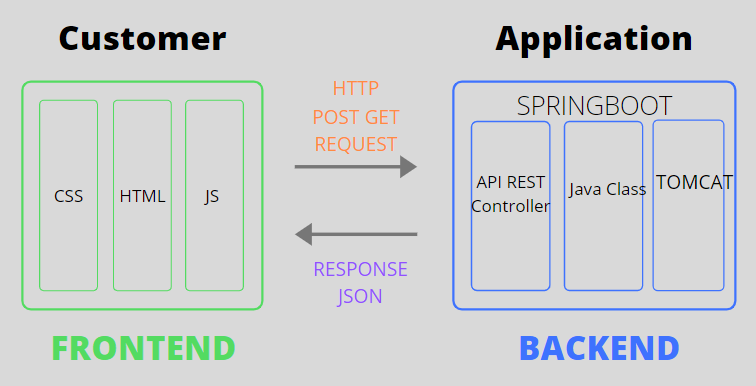 Customer
Application
HTTP
POST GET
REQUEST
SPRINGBOOT
CSS
HTML
JS
API REST
Controller
Java Class
TOMCAT
RESPONSE
JSON
FRONTEND
BACKEND